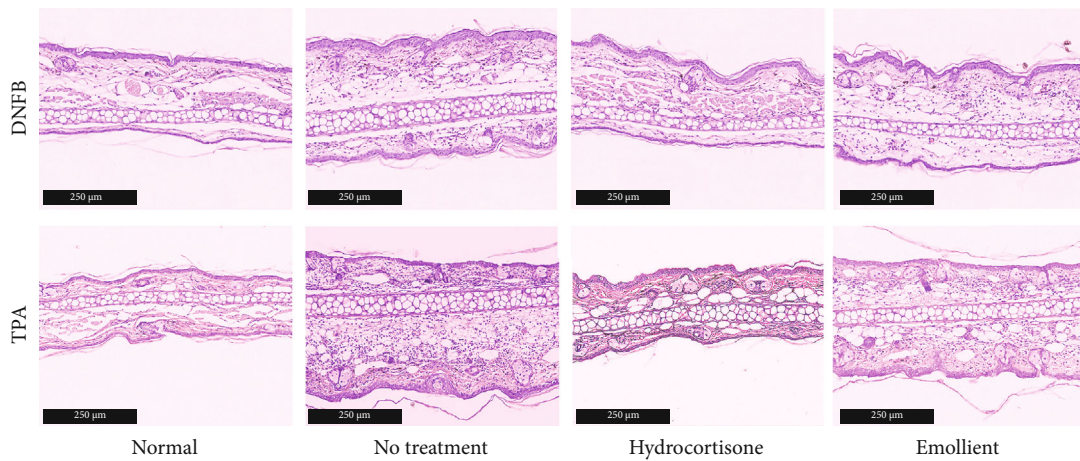 DNFB
250 µm
250 µm
250 µm
250 µm
TPA
250 µm
250 µm
250 µm
250 µm
Normal
No treatment
Hydrocortisone
Emollient